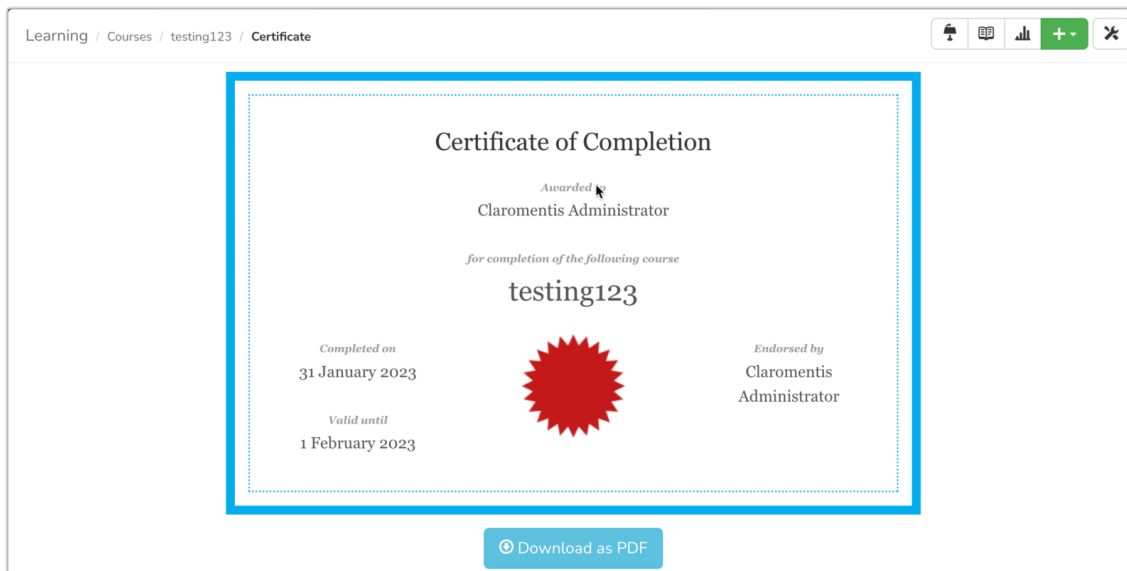 Learning / Courses / testing123 / Certificate
Certificate of Completion
Awarded to
Claromentis Administrator
for completion of the following course
testing123
Completed on
31 January 2023
Valid until
1 February 2023
Endorsed by
Claromentis
Administrator
Download as PDF